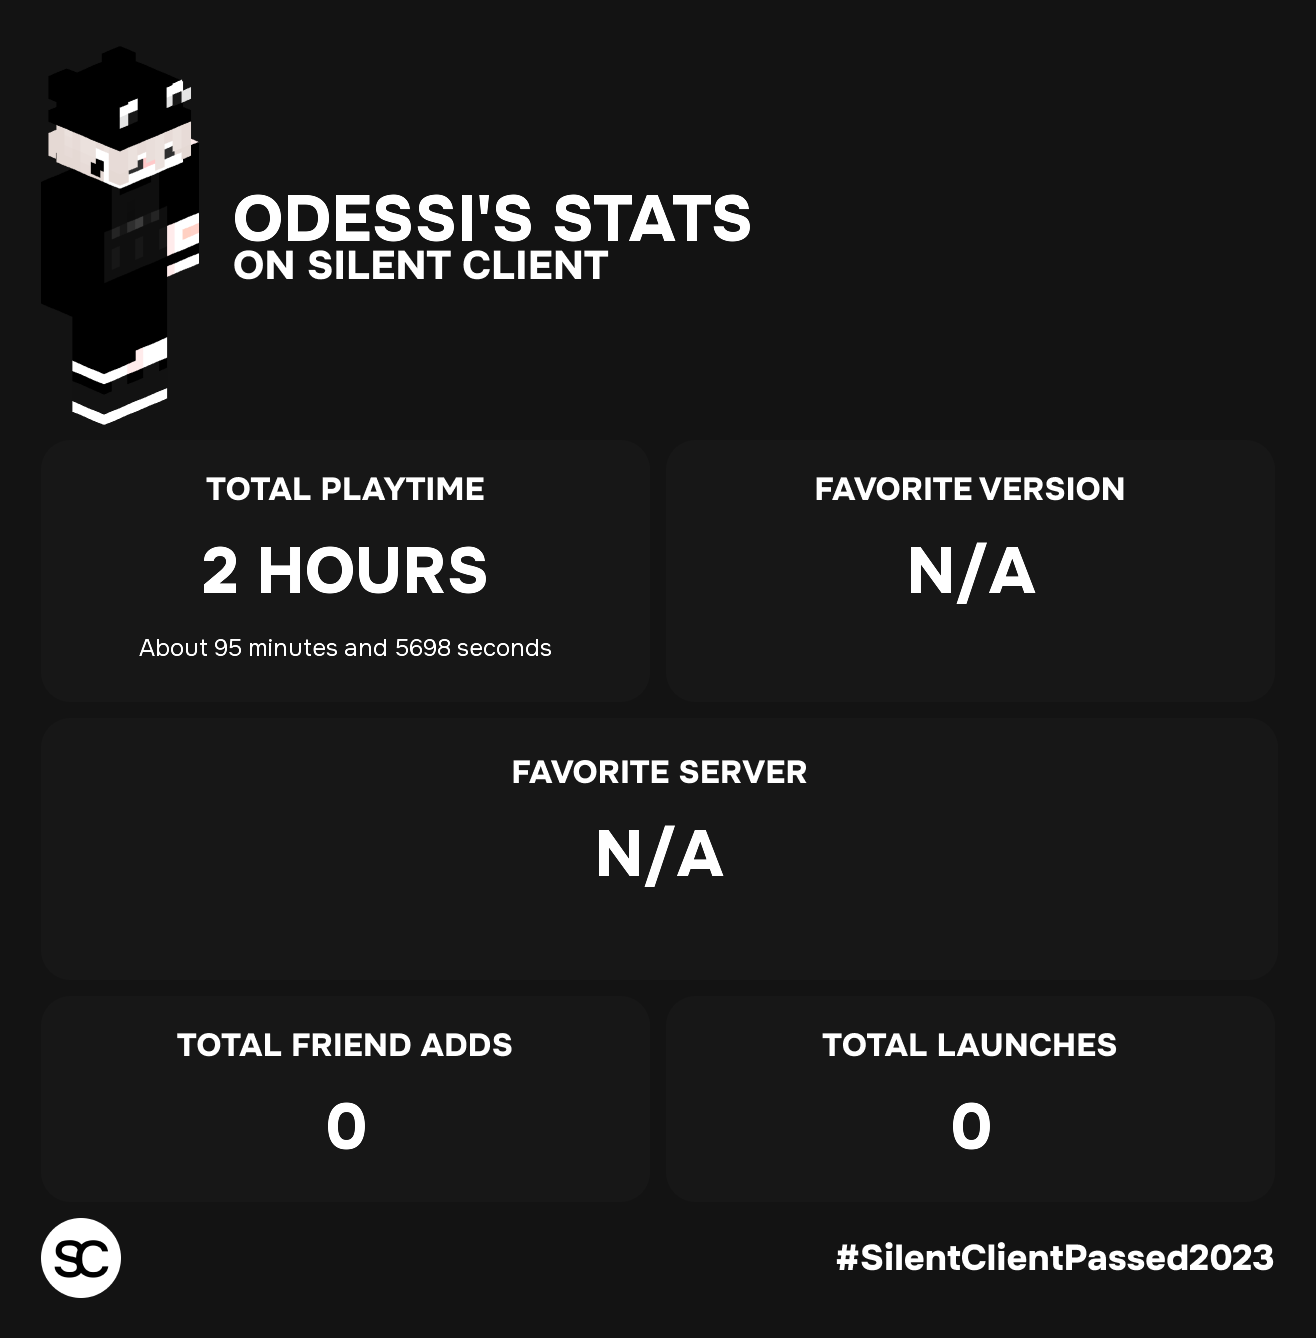 ODESSI'S STATS
ON SILENT CLIENT
TOTAL PLAYTIME
2 HOURS
About 95 minutes and 5698 seconds
FAVORITE VERSION
N/A
FAVORITE SERVER
N/A
TOTAL FRIEND ADDS
0
TOTAL LAUNCHES
0
SC
#SilentClientPassed2023